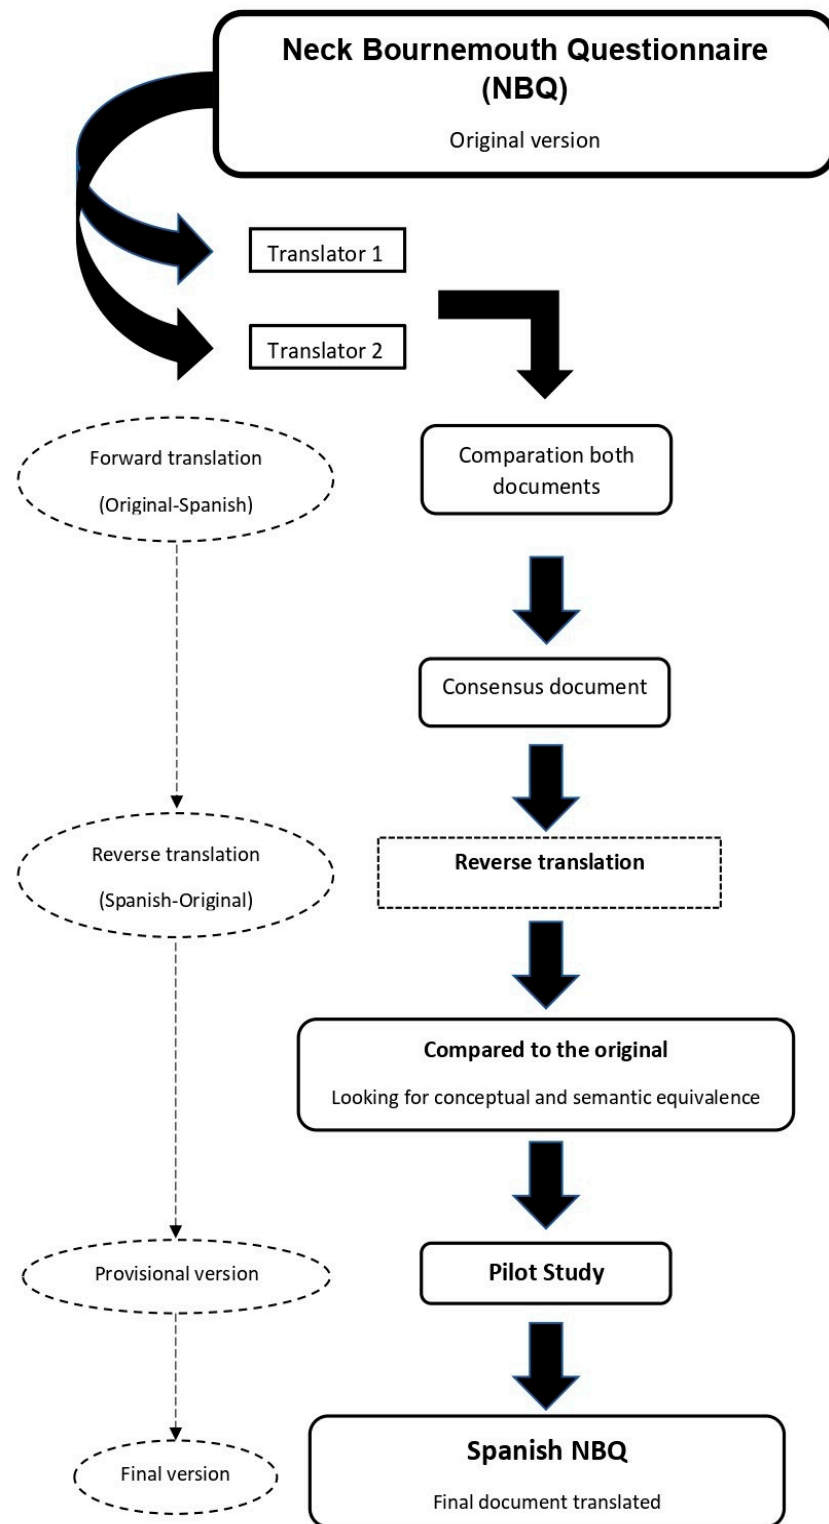 Neck Bournemouth Questionnaire
(NBQ)
Original version
Translator 1
Translator 2
Forward translation
(Original-Spanish)
Comparation both
documents
Consensus document
Reverse translation
(Spanish-Original)
Reverse translation
Compared to the original
Looking for conceptual and semantic equivalence
Provisional version
Pilot Study
Final version
Spanish NBQ
Final document translated